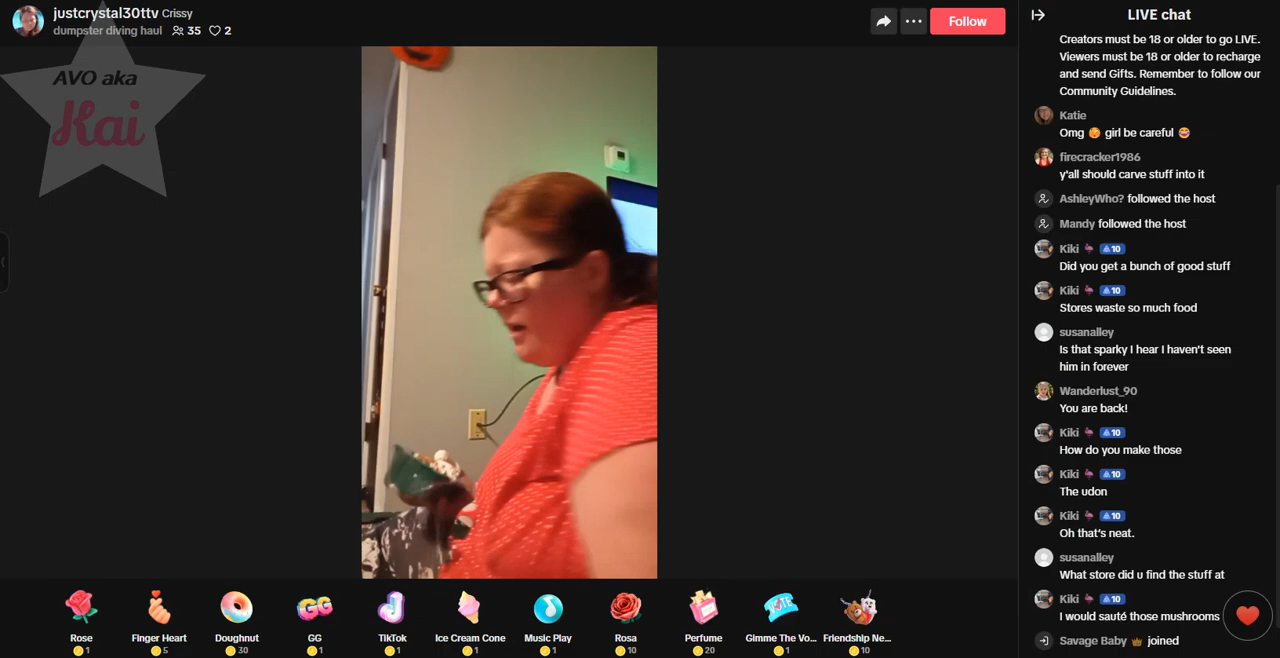 justcrystal30ttv Crissy
dumpster diving haul 35 2
Follow
AVO aka
Kai
LIVE chat
Creators must be 18 or older to go LIVE.
Viewers must be 18 or older to recharge
and send Gifts. Remember to follow our
Community Guidelines.
Katie
Omg 🥵 girl be careful 😂
firecracker1986
y'all should carve stuff into it
AshleyWho? followed the host
Mandy followed the host
Kiki 🦩 10
Did you get a bunch of good stuff
Kiki 🦩 10
Stores waste so much food
susanalley
Is that sparky I hear I haven't seen
him in forever
Wanderlust_90
You are back!
Kiki 🦩 10
How do you make those
Kiki 🦩 10
The udon
Kiki 🦩 10
Oh that's neat.
susanalley
What store did u find the stuff at
Kiki 🦩 10
I would sauté those mushrooms
Savage Baby 👑 joined
GG
VOTE
Rose Finger Heart Doughnut GG TikTok Ice Cream Cone Music Play Rosa Perfume Gimme The Vo... Friendship Ne...
1 5 30 1 1 1 1 10 20 1 10